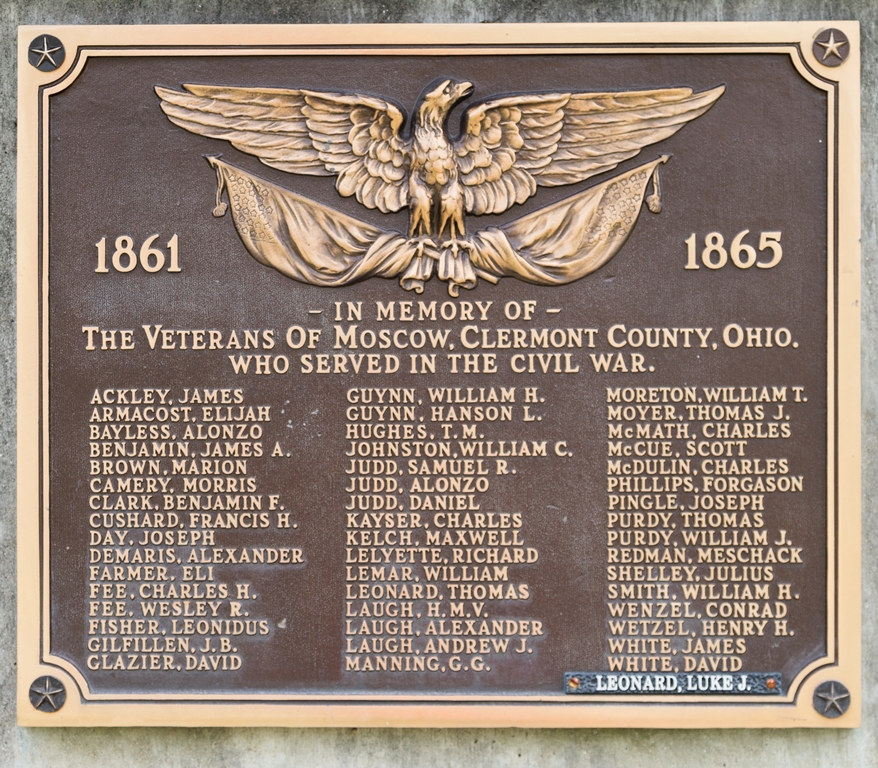 1861
1865
– IN MEMORY OF –
THE VETERANS OF MOSCOW, CLERMONT COUNTY, OHIO.
WHO SERVED IN THE CIVIL WAR.
ACKLEY, JAMES
ARMACOST, ELIJAH
BAYLESS, ALONZO
BENJAMIN, JAMES A.
BROWN, MARION
CAMERY, MORRIS
CLARK, BENJAMIN F.
CUSHARD, FRANCIS H.
DAY, JOSEPH
DEMARIS, ALEXANDER
FARMER, ELI
FEE, CHARLES H.
FEE, WESLEY R.
FISHER, LEONIDUS
GILFILLEN, J.B.
GLAZIER, DAVID
GUYNN, WILLIAM H.
GUYNN, HANSON L.
HUGHES, T.M.
JOHNSTON, WILLIAM C.
JUDD, SAMUEL R.
JUDD, ALONZO
JUDD, DANIEL
KAYSER, CHARLES
KELCH, MAXWELL
LELYETTE, RICHARD
LEMAR, WILLIAM
LEONARD, THOMAS
LAUGH, H.M.V.
LAUGH, ALEXANDER
LAUGH, ANDREW J.
MANNING, G.G.
MORETON, WILLIAM T.
MOYER, THOMAS J.
McMATH, CHARLES
McCUE, SCOTT
McDULIN, CHARLES
PHILLIPS, FORGASON
PINGLE, JOSEPH
PURDY, THOMAS
PURDY, WILLIAM J.
REDMAN, MESCHACK
SHELLEY, JULIUS
SMITH, WILLIAM H.
WENZEL, CONRAD
WETZEL, HENRY H.
WHITE, JAMES
WHITE, DAVID
LEONARD, LUKE J.